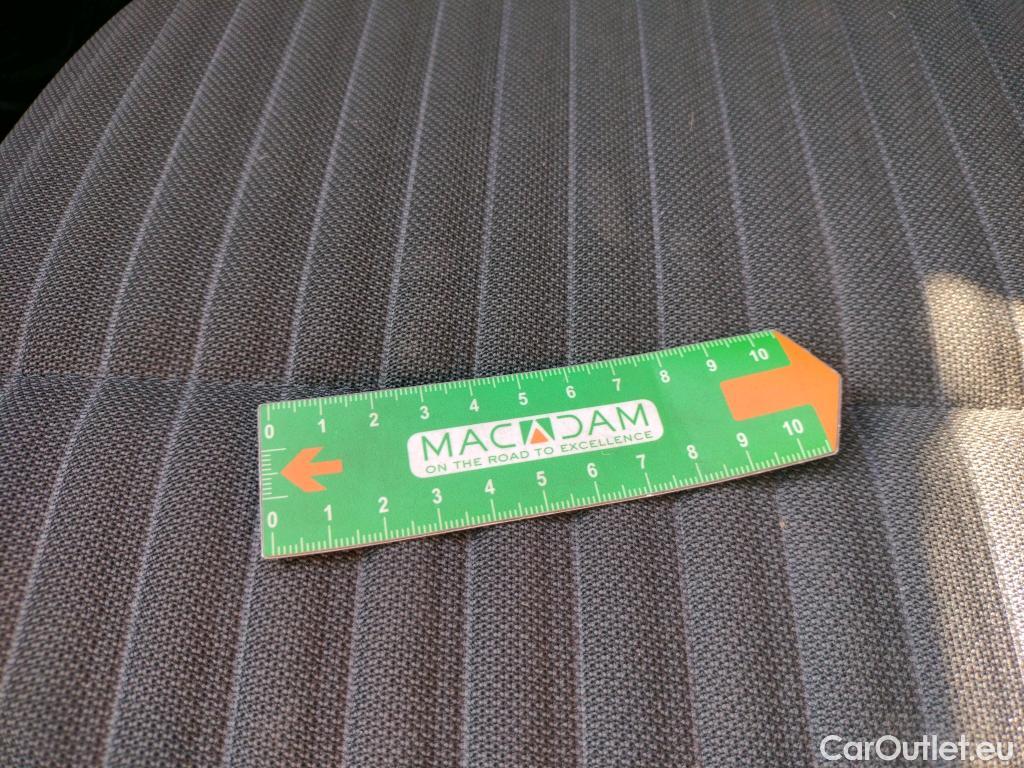 0 1 2 3 4 5 6 7 8 9 10
MACADAM
ON THE ROAD TO EXCELLENCE
0 1 2 3 4 5 6 7 8 9 10
CarOutlet.eu